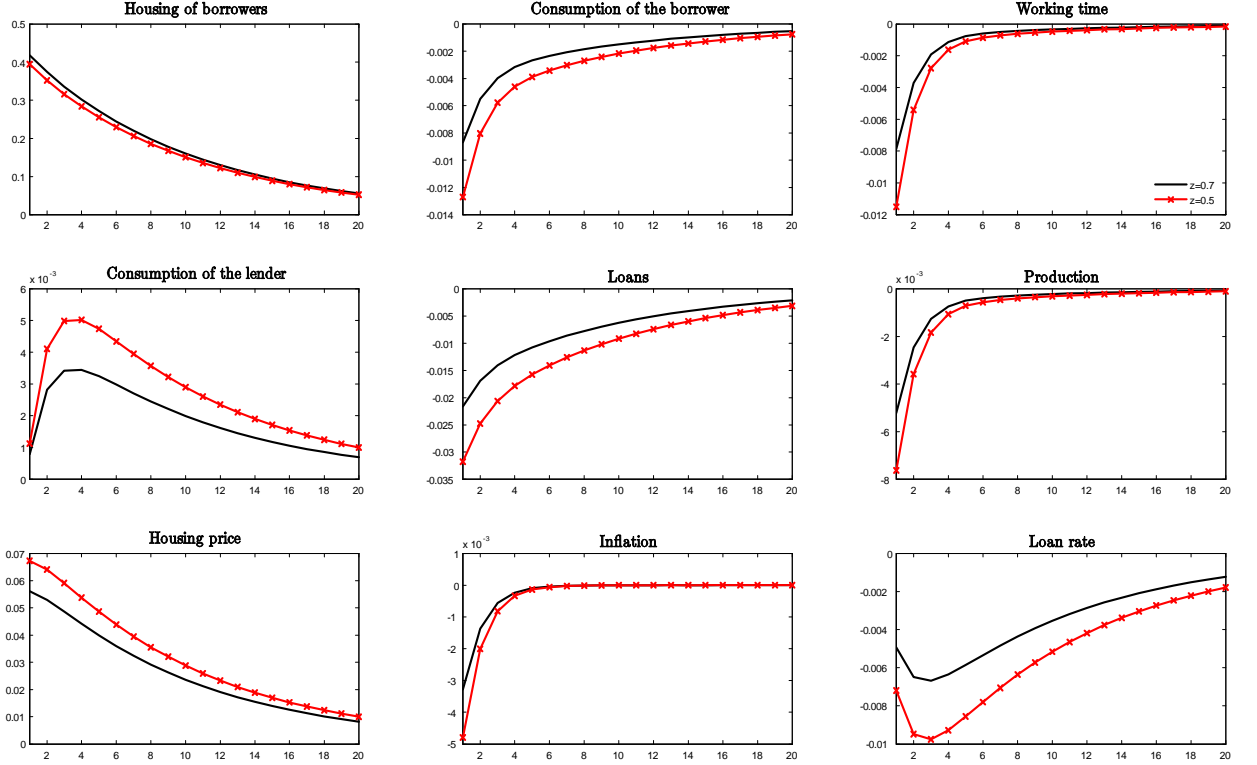 Housing of borrowers
0.5
0.4
0.3
0.2
0.1
0
2 4 6 8 10 12 14 16 18 20
Consumption of the borrower
0
-0.002
-0.004
-0.006
-0.008
-0.01
-0.012
-0.014
2 4 6 8 10 12 14 16 18 20
Working time
0
-0.002
-0.004
-0.006
-0.008
-0.01
-0.012
z=0.7
z=0.5
2 4 6 8 10 12 14 16 18 20
Consumption of the lender
x 10^-3
6
5
4
3
2
1
0
2 4 6 8 10 12 14 16 18 20
Loans
0
-0.005
-0.01
-0.015
-0.02
-0.025
-0.03
-0.035
2 4 6 8 10 12 14 16 18 20
Production
x 10^-3
0
-2
-4
-6
-8
2 4 6 8 10 12 14 16 18 20
Housing price
0.07
0.06
0.05
0.04
0.03
0.02
0.01
0
2 4 6 8 10 12 14 16 18 20
Inflation
x 10^-3
1
0
-1
-2
-3
-4
-5
2 4 6 8 10 12 14 16 18 20
Loan rate
0
-0.002
-0.004
-0.006
-0.008
-0.01
2 4 6 8 10 12 14 16 18 20